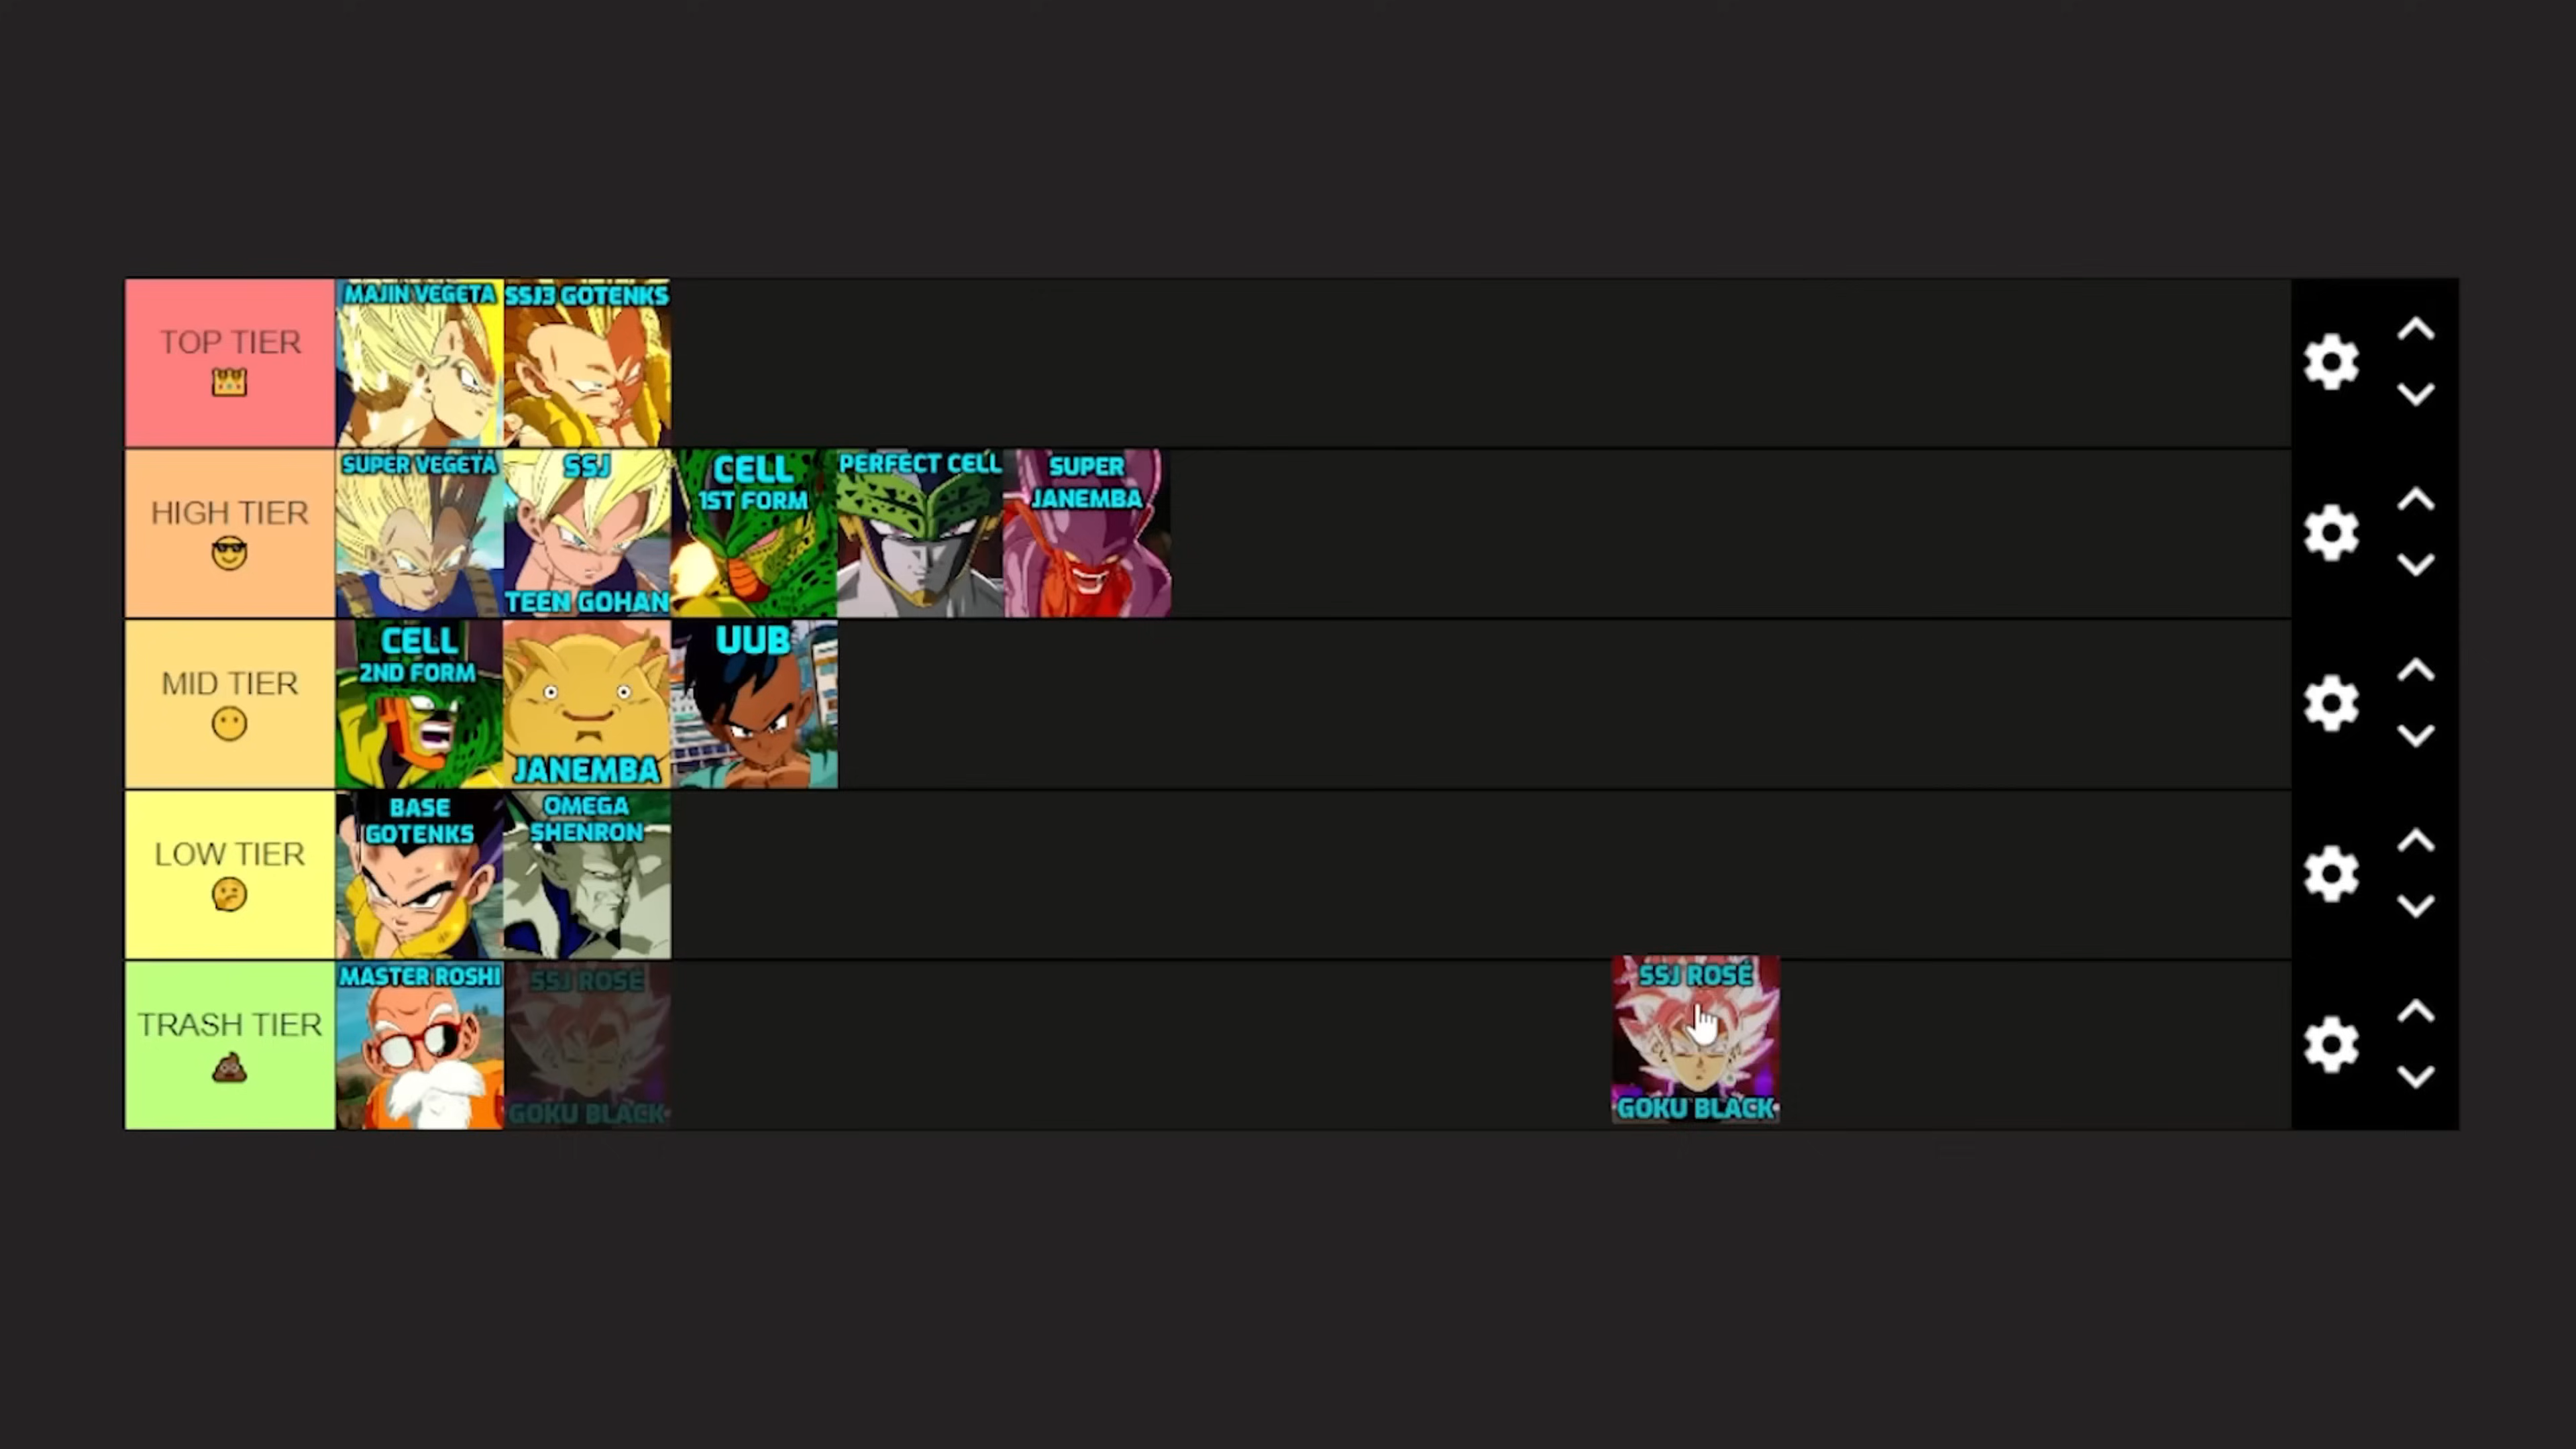 TOP TIER
MAJIN VEGETA
SSJ3 GOTENKS
HIGH TIER
SUPER VEGETA
SSJ
TEEN GOHAN
CELL
1ST FORM
PERFECT CELL
SUPER
JANEMBA
MID TIER
CELL
2ND FORM
JANEMBA
UUB
LOW TIER
BASE
GOTENKS
OMEGA
SHENRON
TRASH TIER
MASTER ROSHI
SSJ ROSÉ
GOKU BLACK
SSJ ROSÉ
GOKU BLACK